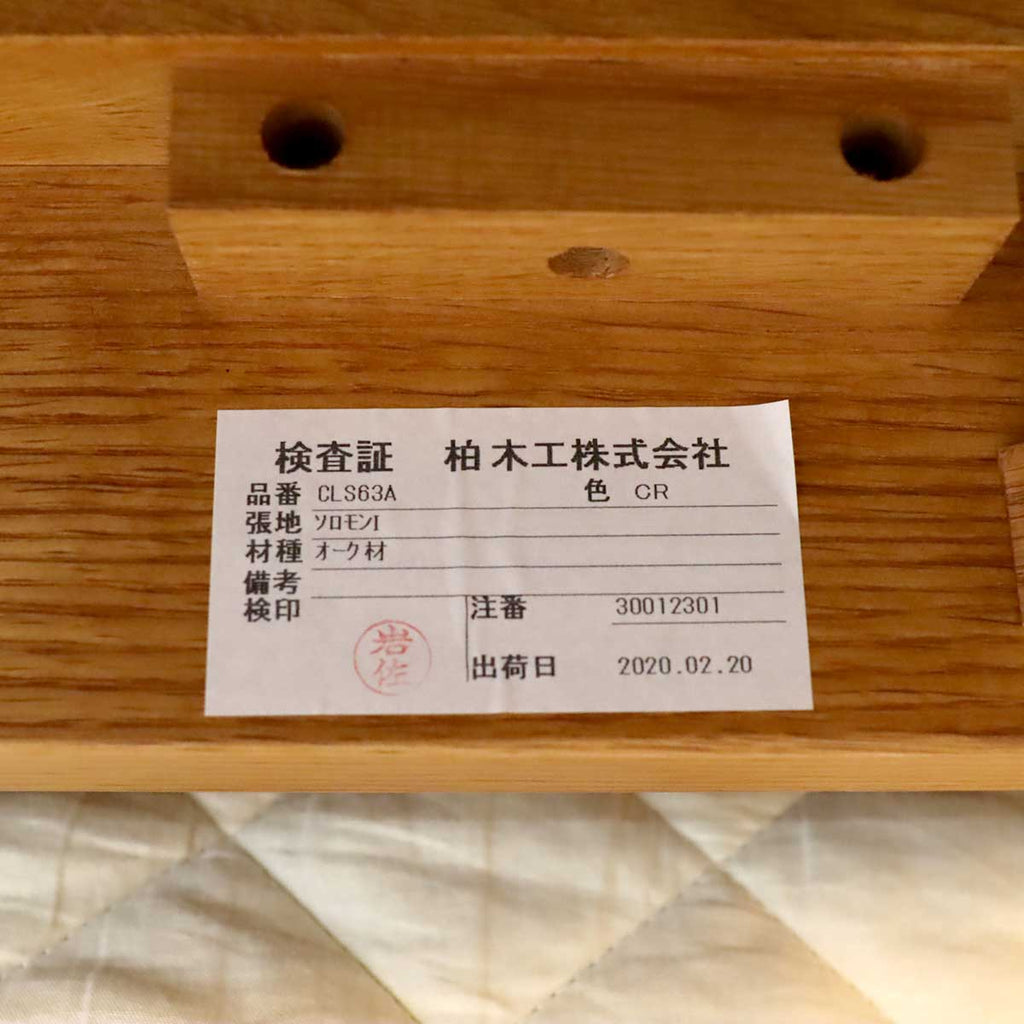 検査証 柏木工株式会社
品番 CLS63A 色 CR
張地 ソロモンI
材種 オーク材
備考
検印
注番 30012301
岩佐
出荷日 2020.02.20